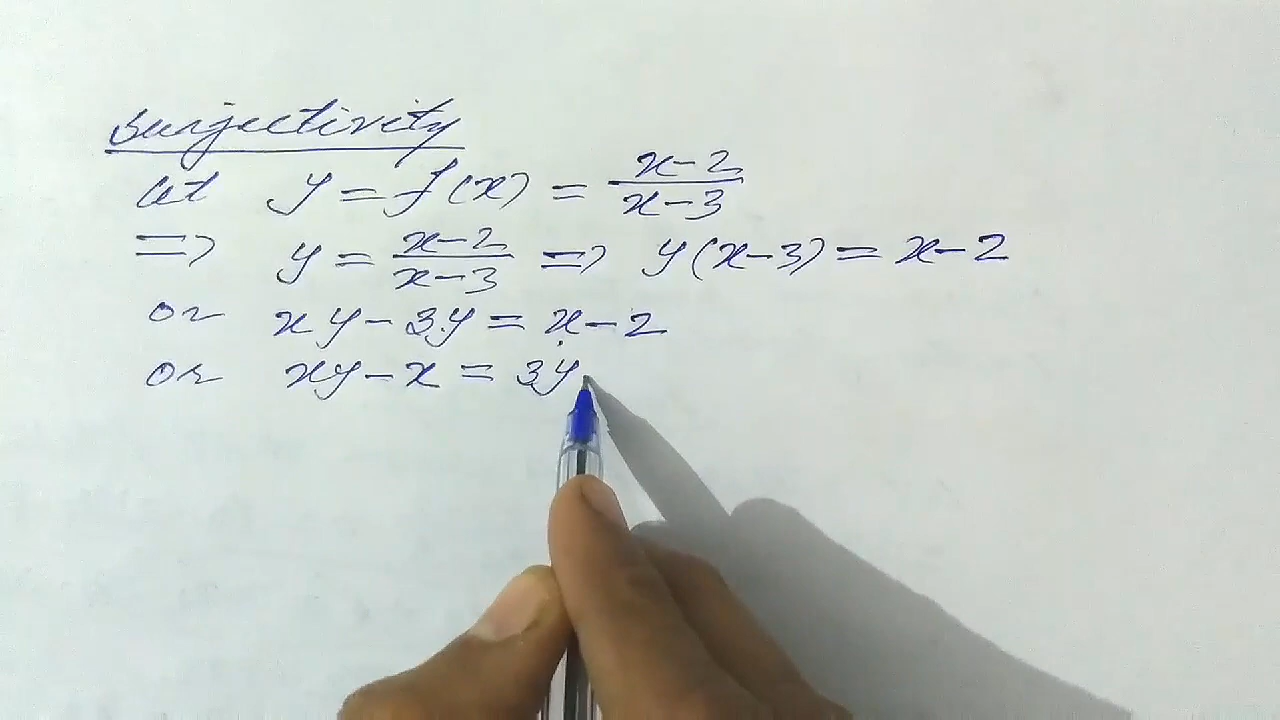 Surjectivity
Let y = f(x) = x-2/x-3
=> y = x-2/x-3 => y(x-3) = x-2
or xy - 3y = x - 2
or xy - x = 3y